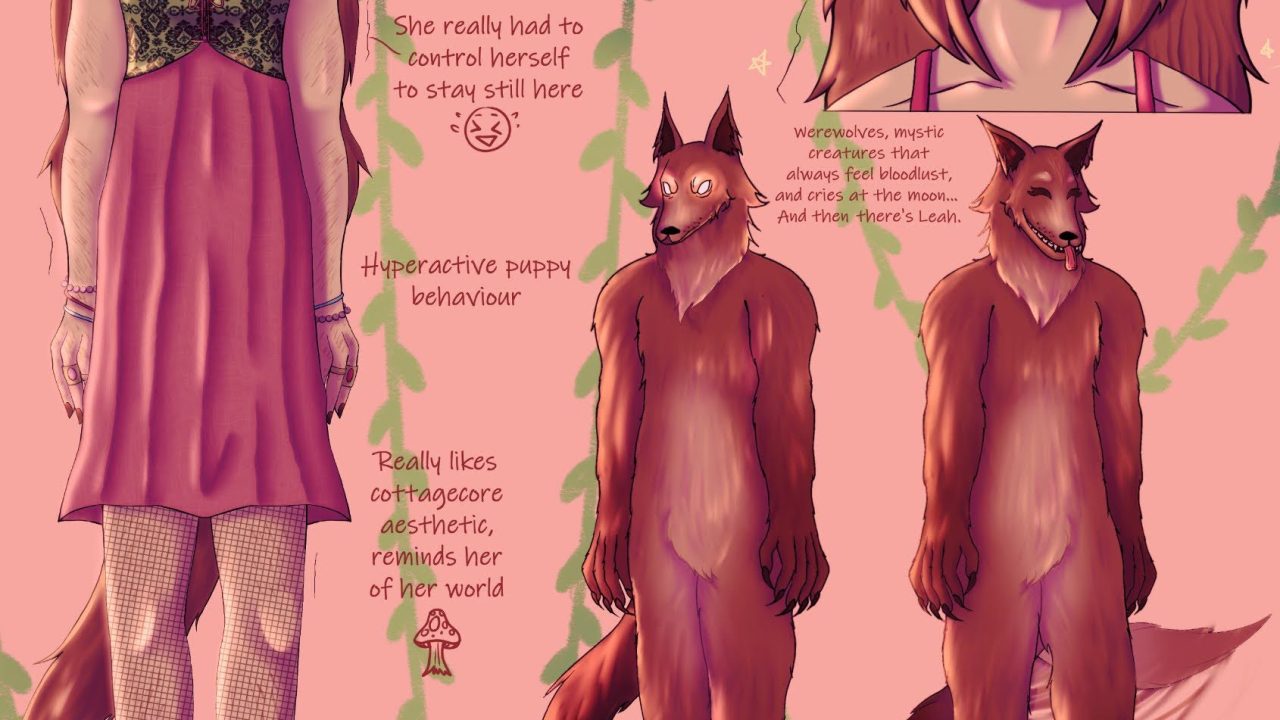 She really had to
control herself
to stay still here
Hyperactive puppy
behaviour
Really likes
cottagecore
aesthetic,
reminds her
of her world
Werewolves, mystic
creatures that
always feel bloodlust,
and cries at the moon...
And then there's Leah.